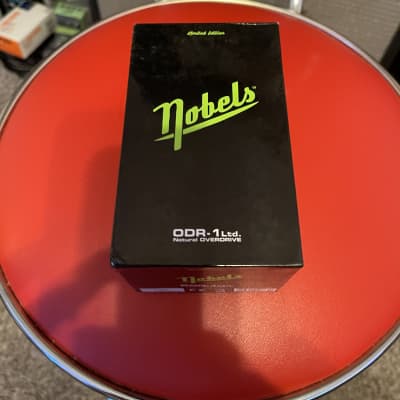 Limited Edition
Nobels
ODR-1 Ltd.
Natural OVERDRIVE
Nobels